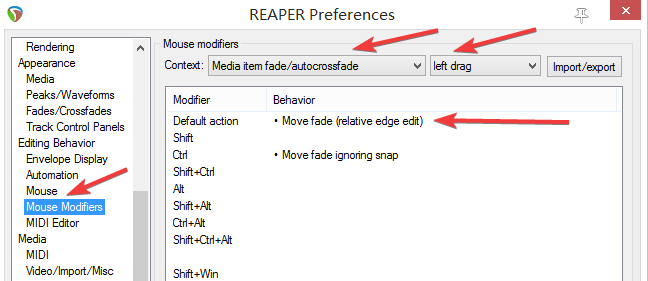 REAPER Preferences
Rendering
Appearance
Media
Peaks/Waveforms
Fades/Crossfades
Track Control Panels
Editing Behavior
Envelope Display
Automation
Mouse
Mouse Modifiers
MIDI Editor
Media
MIDI
Video/Import/Misc
Mouse modifiers
Context: Media item fade/autocrossfade left drag Import/export
Modifier Behavior
Default action • Move fade (relative edge edit)
Shift
Ctrl • Move fade ignoring snap
Shift+Ctrl
Alt
Shift+Alt
Ctrl+Alt
Shift+Ctrl+Alt
Shift+Win